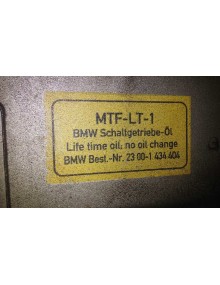 MTF-LT-1
BMW Schaltgetriebe-Öl
Life time oil; no oil change
BMW Best.-Nr. 23 00-1 434 404